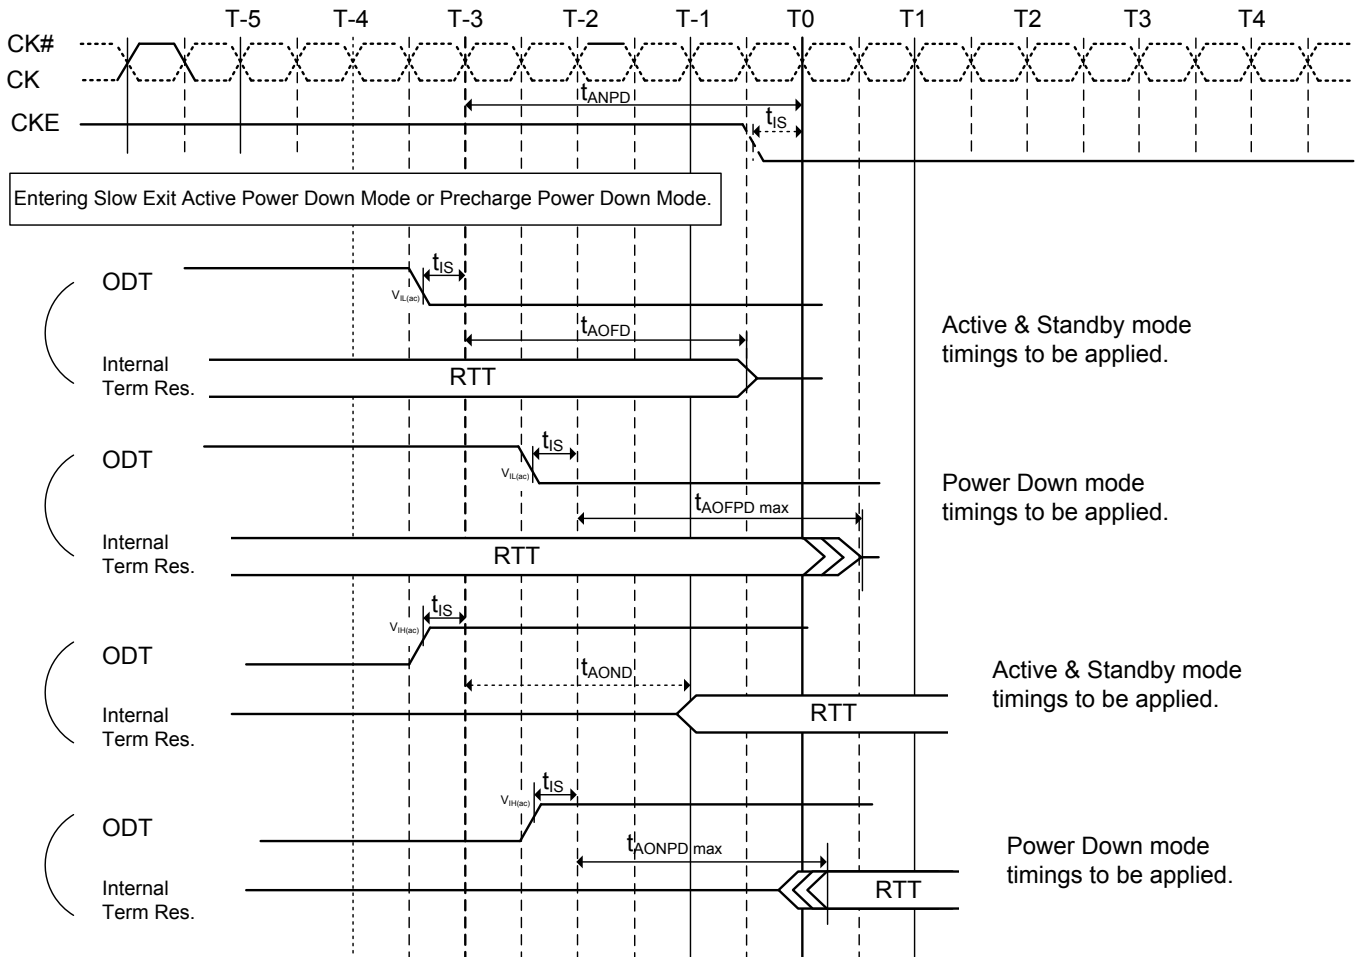 T-5 T-4 T-3 T-2 T-1 T0 T1 T2 T3 T4
CK#
CK
tANPD
CKE
tIS
Entering Slow Exit Active Power Down Mode or Precharge Power Down Mode.
ODT
tIS
VIL(ac)
tAOFD
Internal
Term Res.
RTT
Active & Standby mode
timings to be applied.
ODT
tIS
VIL(ac)
tAOFPD max
Internal
Term Res.
RTT
Power Down mode
timings to be applied.
ODT
tIS
VIH(ac)
tAOND
Internal
Term Res.
RTT
Active & Standby mode
timings to be applied.
ODT
tIS
VIH(ac)
tAONPD max
Internal
Term Res.
RTT
Power Down mode
timings to be applied.